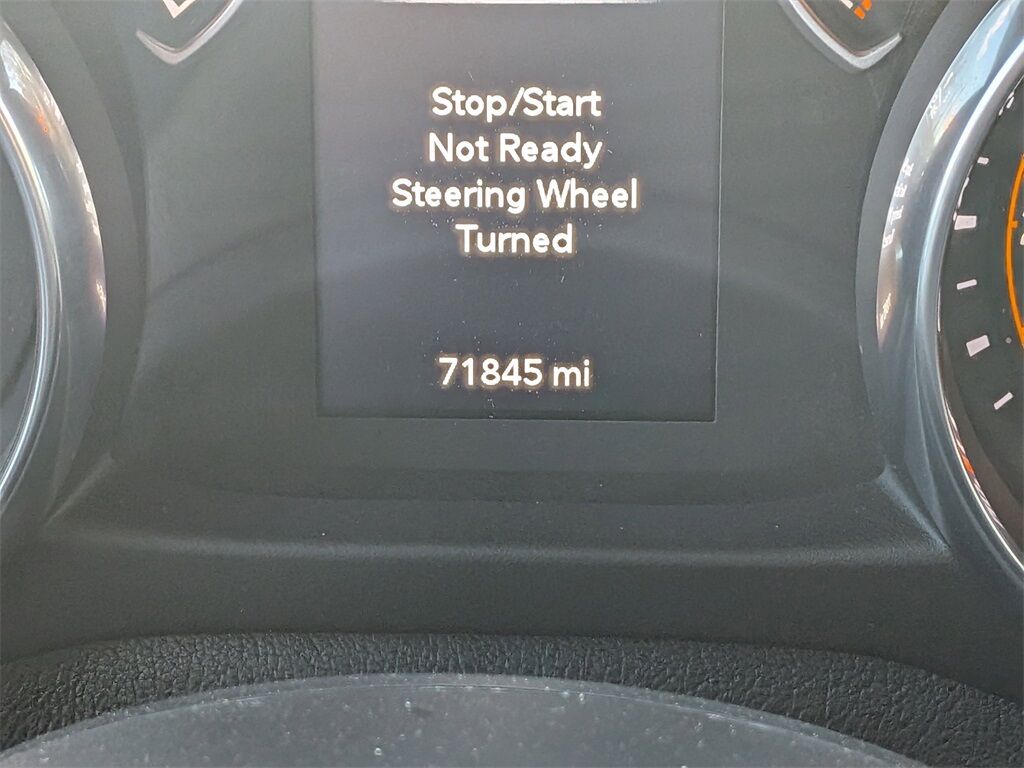 Stop/Start
Not Ready
Steering Wheel
Turned
71845 mi